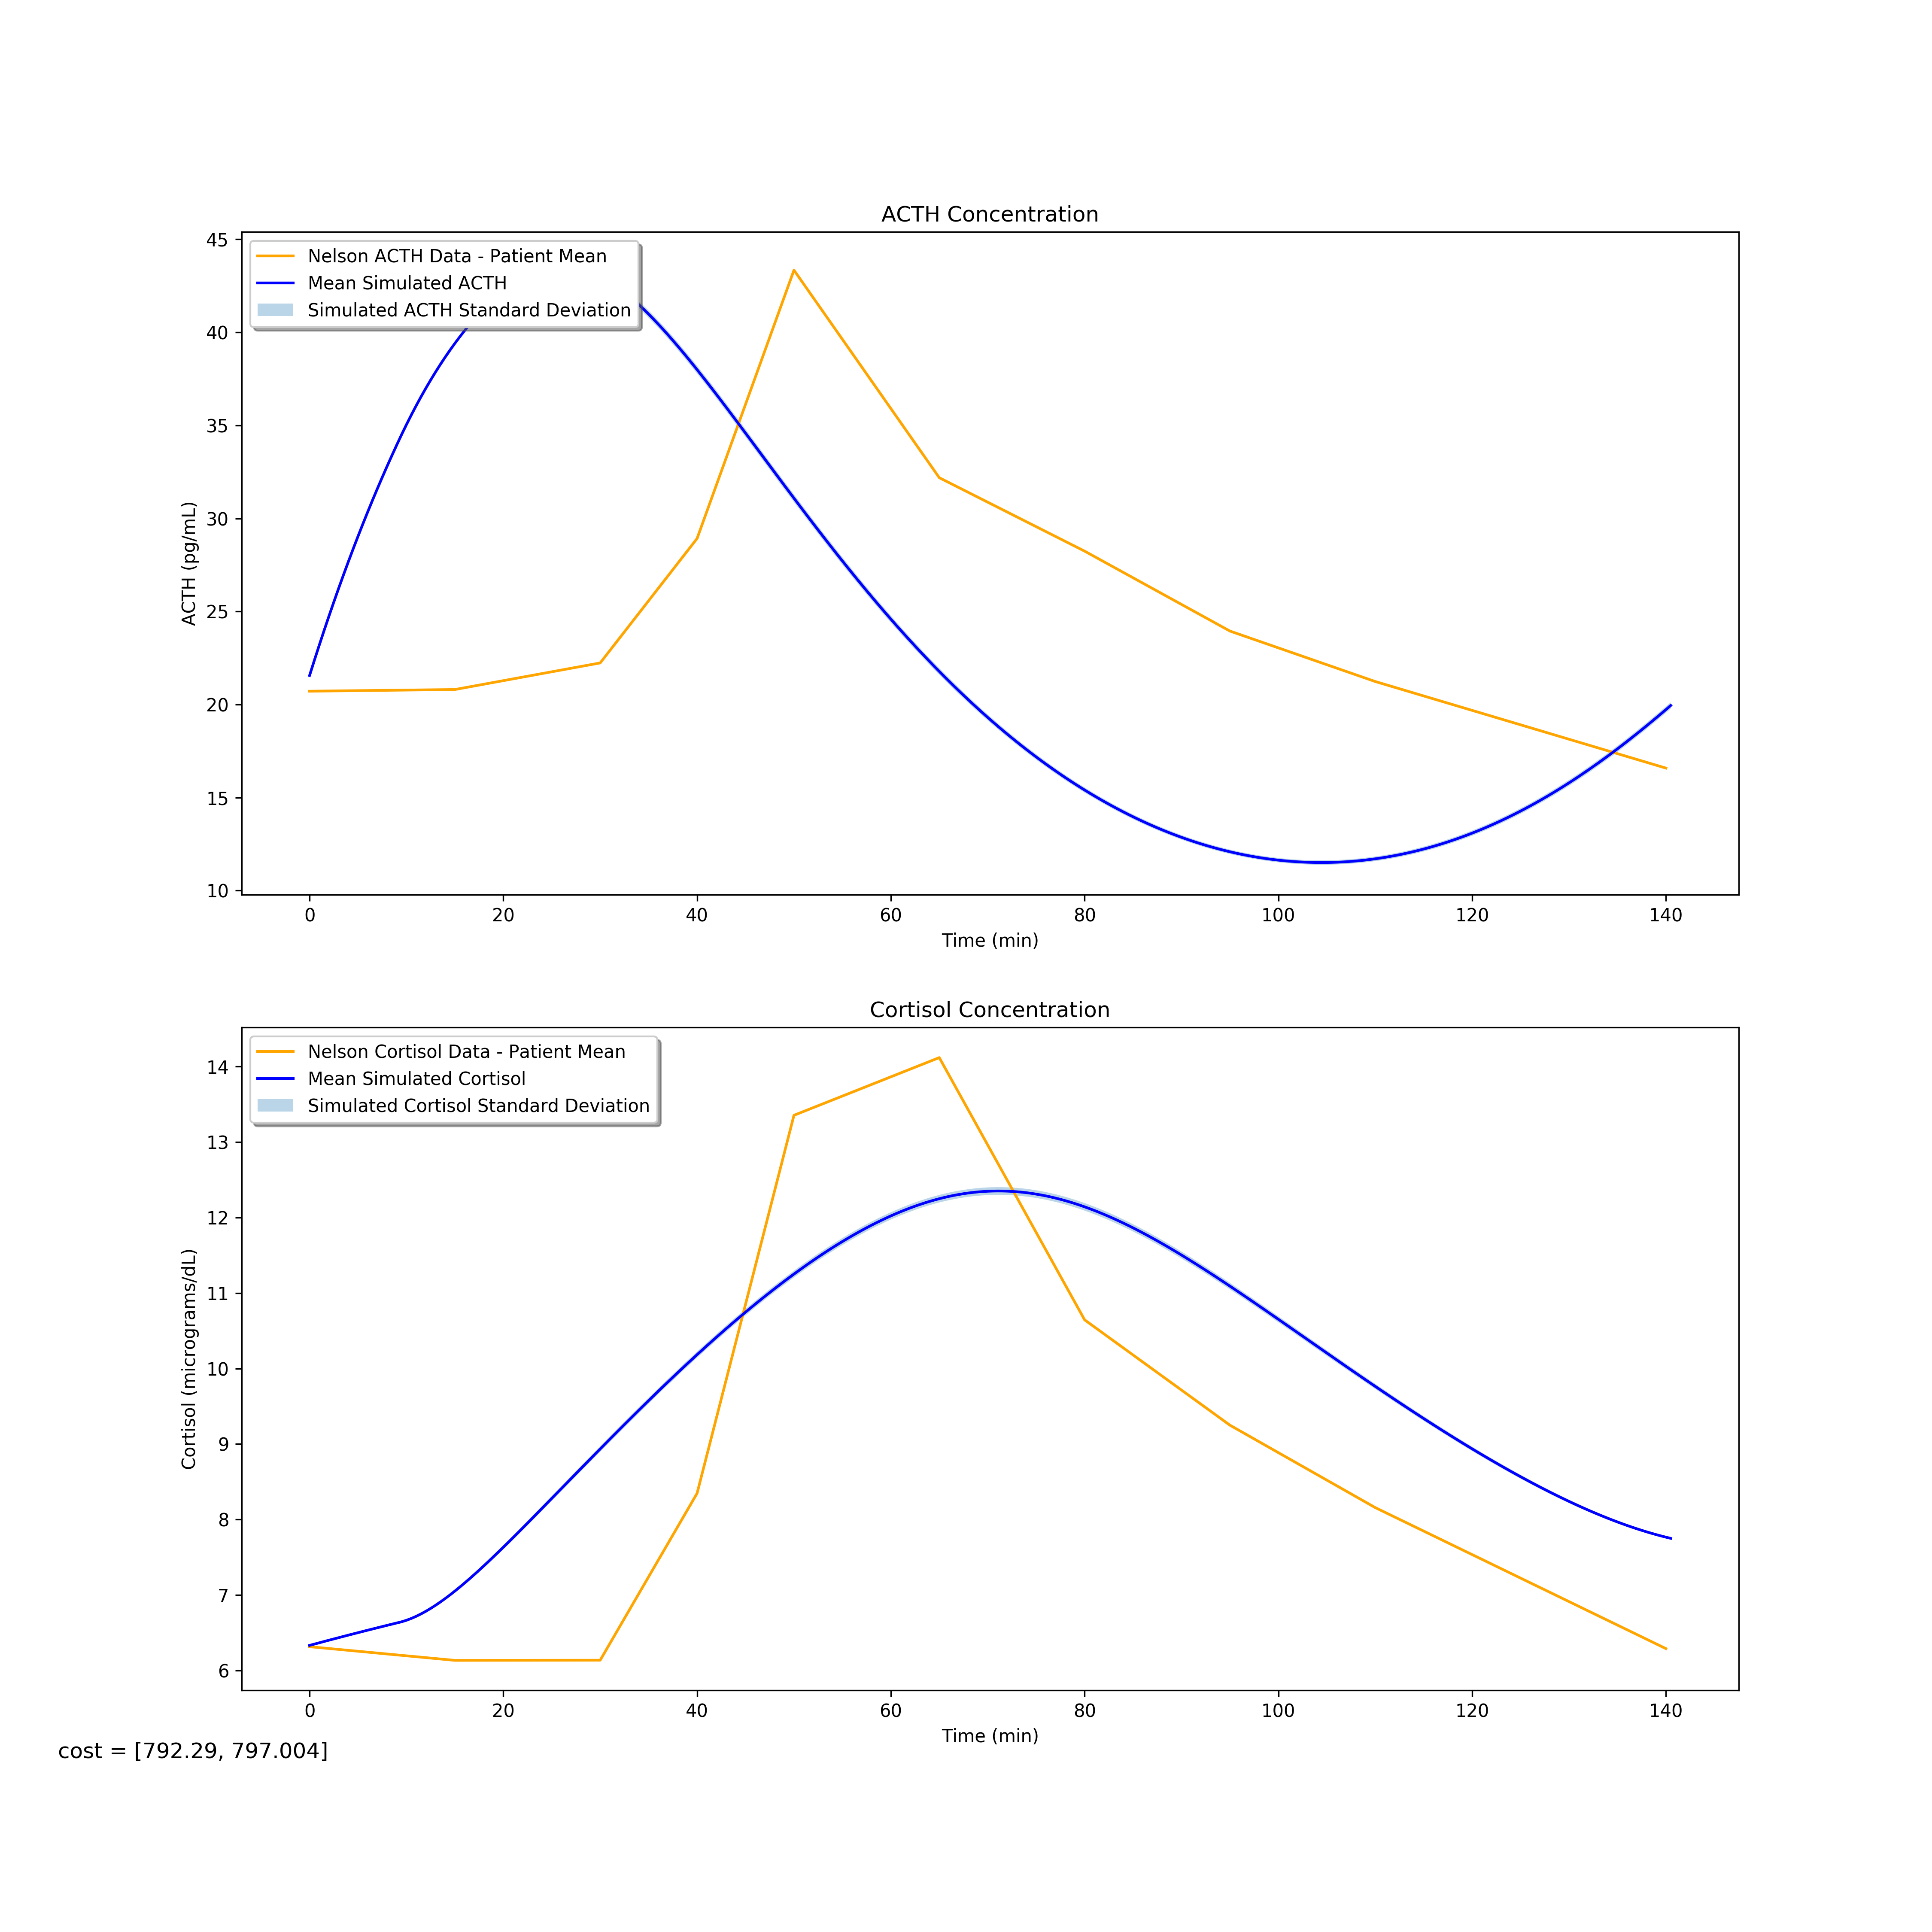 ACTH Concentration
Nelson ACTH Data - Patient Mean
Mean Simulated ACTH
Simulated ACTH Standard Deviation
45
40
35
30
25
20
15
10
ACTH (pg/mL)
0 20 40 60 80 100 120 140
Time (min)
Cortisol Concentration
Nelson Cortisol Data - Patient Mean
Mean Simulated Cortisol
Simulated Cortisol Standard Deviation
14
13
12
11
10
9
8
7
6
Cortisol (micrograms/dL)
0 20 40 60 80 100 120 140
Time (min)
cost = [792.29, 797.004]